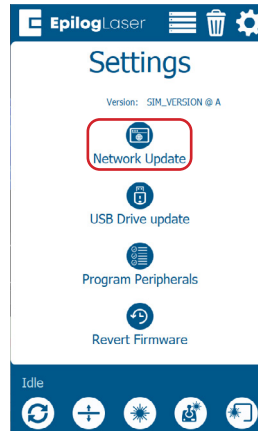 EpilogLaser
Settings
Version: SIM_VERSION @ A
Network Update
USB Drive update
Program Peripherals
Revert Firmware
Idle